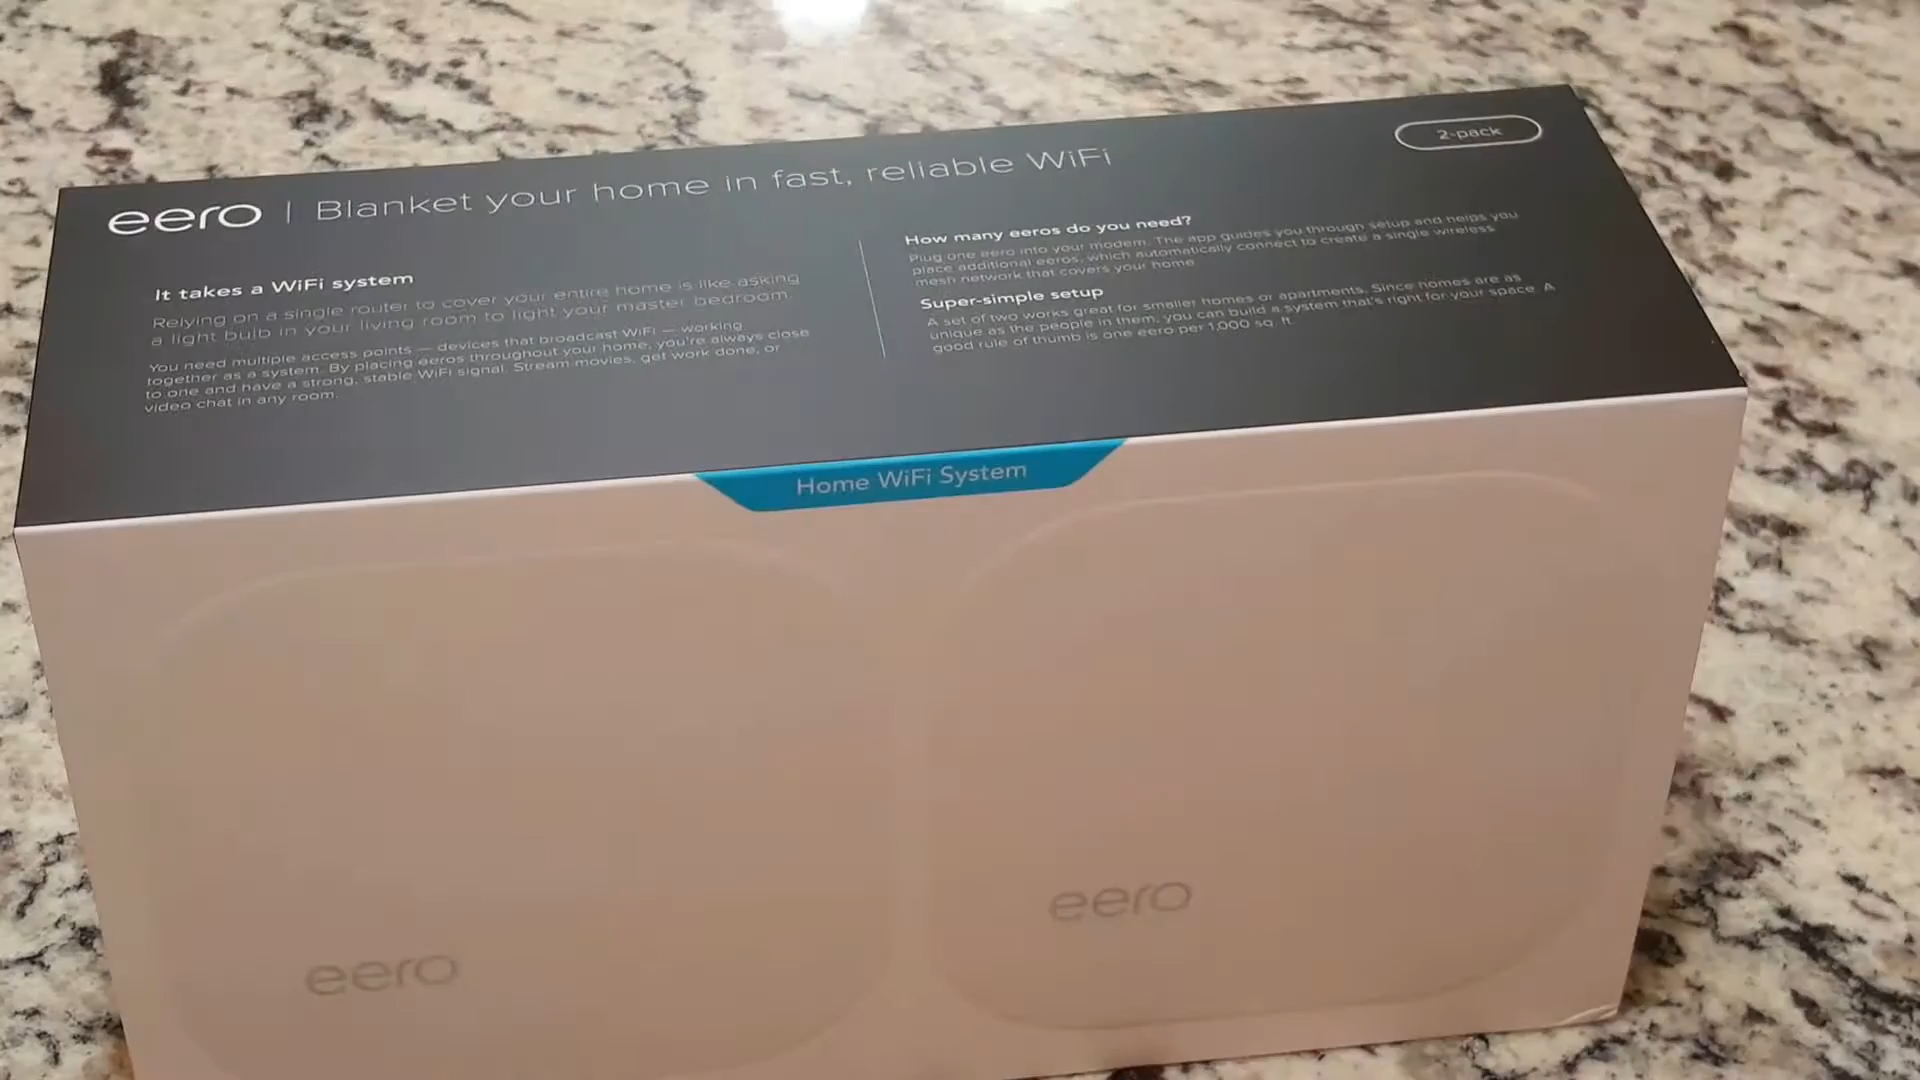 eero | Blanket your home in fast, reliable WiFi
2-pack
It takes a WiFi system
Relying on a single router to cover your entire home is like asking
a light bulb in your living room to light your master bedroom.
You need multiple access points — devices that broadcast WiFi — working
together as a system. By placing eeros throughout your home, you're always close
to one and have a strong, stable WiFi signal. Stream movies, get work done, or
video chat in any room.
How many eeros do you need?
Plug one eero into your modem. The app guides you through setup and helps you
place additional eeros, which automatically connect to create a single wireless
mesh network that covers your home.
Super-simple setup
A set of two works great for smaller homes or apartments. Since homes are as
unique as the people in them, you can build a system that's right for your space. A
good rule of thumb is one eero per 1,000 sq. ft.
Home WiFi System
eero
eero